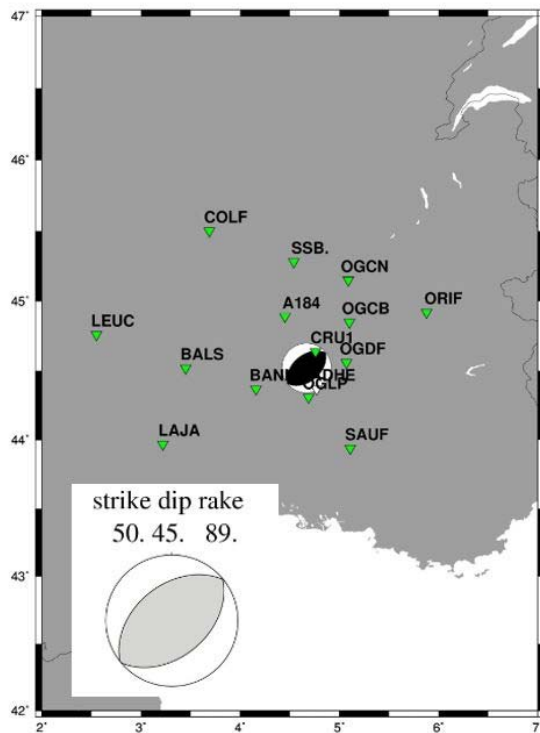 47˚
46˚
COLF
SSB.
OGCN
45˚
A184
OGCB
ORIF
LEUC
CRU1
BALS
OGDF
OGLP
44˚
LAJA
SAUF
strike dip rake
50. 45. 89.
43˚
42˚
2˚ 3˚ 4˚ 5˚ 6˚ 7˚